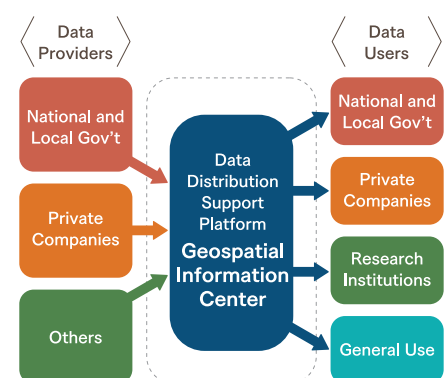 Data
Providers
National and
Local Gov't
Private
Companies
Others
Data
Distribution
Support
Platform
Geospatial
Information
Center
Data
Users
National and
Local Gov't
Private
Companies
Research
Institutions
General Use